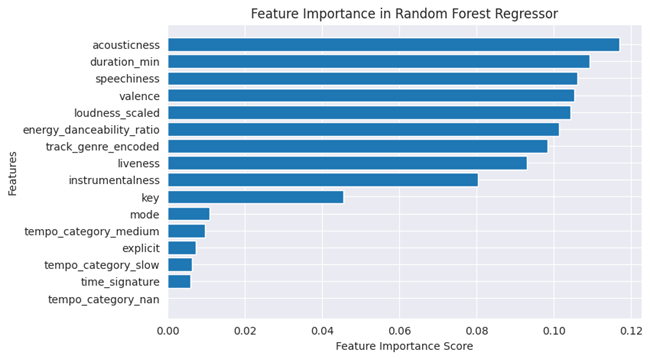 Feature Importance in Random Forest Regressor
acousticness
duration_min
speechiness
valence
loudness_scaled
energy_danceability_ratio
track_genre_encoded
liveness
instrumentalness
key
mode
tempo_category_medium
explicit
tempo_category_slow
time_signature
tempo_category_nan
Features
0.00 0.02 0.04 0.06 0.08 0.10 0.12
Feature Importance Score